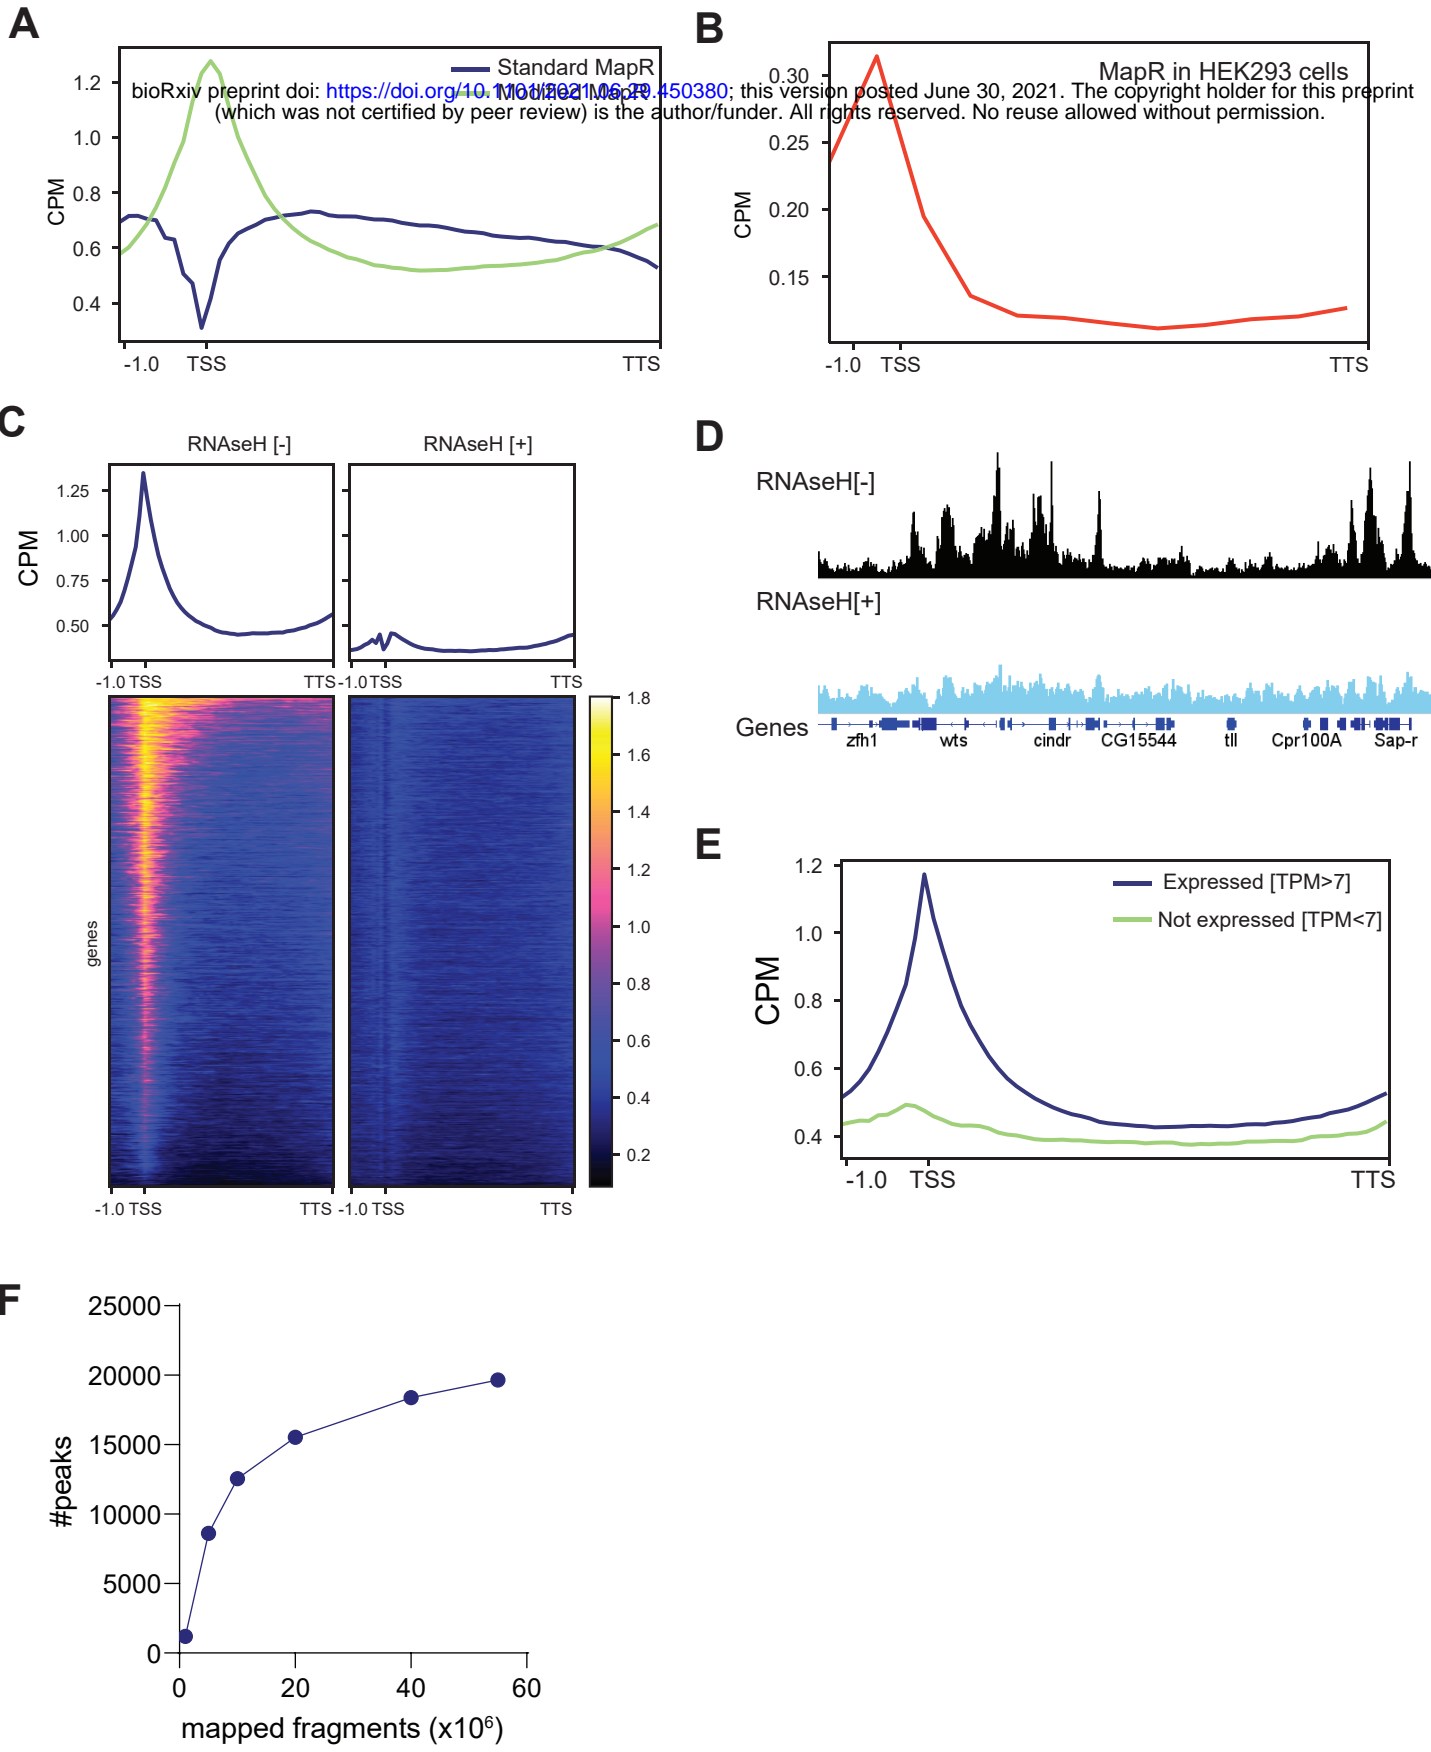 A
B
Standard MapR
Modified MapR
MapR in HEK293 cells
bioRxiv preprint doi: https://doi.org/10.1101/2021.06.29.450380; this version posted June 30, 2021. The copyright holder for this preprint
(which was not certified by peer review) is the author/funder. All rights reserved. No reuse allowed without permission.
CPM
1.2
1.0
0.8
0.6
0.4
-1.0 TSS TTS
CPM
0.30
0.25
0.20
0.15
-1.0 TSS TTS
C
RNAseH [-] RNAseH [+]
CPM
1.25
1.00
0.75
0.50
-1.0 TSS TTS
-1.0 TSS TTS
genes
1.8
1.6
1.4
1.2
1.0
0.8
0.6
0.4
0.2
-1.0 TSS TTS
-1.0 TSS TTS
D
RNAseH[-]
RNAseH[+]
Genes
zfh1 wts cindr CG15544 tll Cpr100A Sap-r
E
Expressed [TPM>7]
Not expressed [TPM<7]
CPM
1.2
1.0
0.8
0.6
0.4
-1.0 TSS TTS
F
#peaks
25000
20000
15000
10000
5000
0
0 20 40 60
mapped fragments (x10⁶)